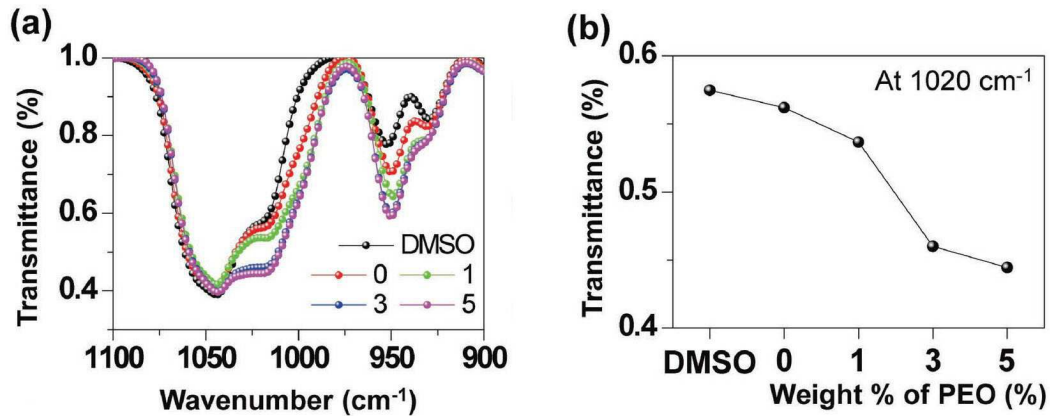 (a)
1.0
0.8
0.6
0.4
Transmittance (%)
DMSO
0
1
3
5
1100
1050
1000
950
900
Wavenumber (cm⁻¹)
(b)
0.6
0.5
0.4
Transmittance (%)
At 1020 cm⁻¹
DMSO
0
1
3
5
Weight % of PEO (%)